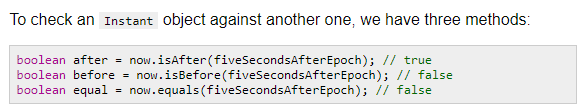 To check an Instant object against another one, we have three methods:
boolean after = now.isAfter(fiveSecondsAfterEpoch); // true
boolean before = now.isBefore(fiveSecondsAfterEpoch); // false
boolean equal = now.equals(fiveSecondsAfterEpoch); // false